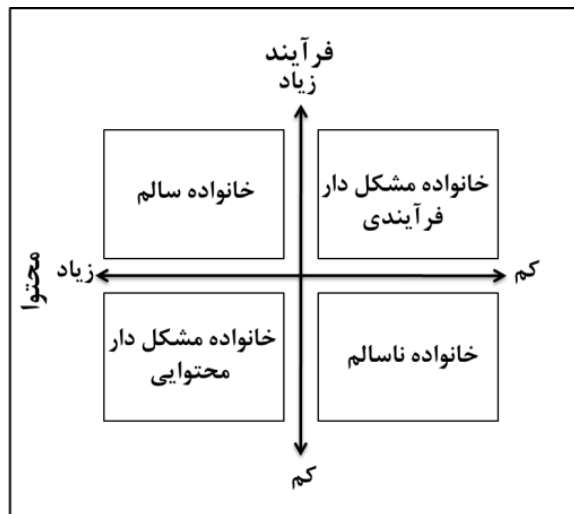 فرآیند
زیاد
خانواده مشکل دار
فرآیندی
خانواده سالم
محتوا
کم
زیاد
خانواده ناسالم
خانواده مشکل دار
محتوایی
کم